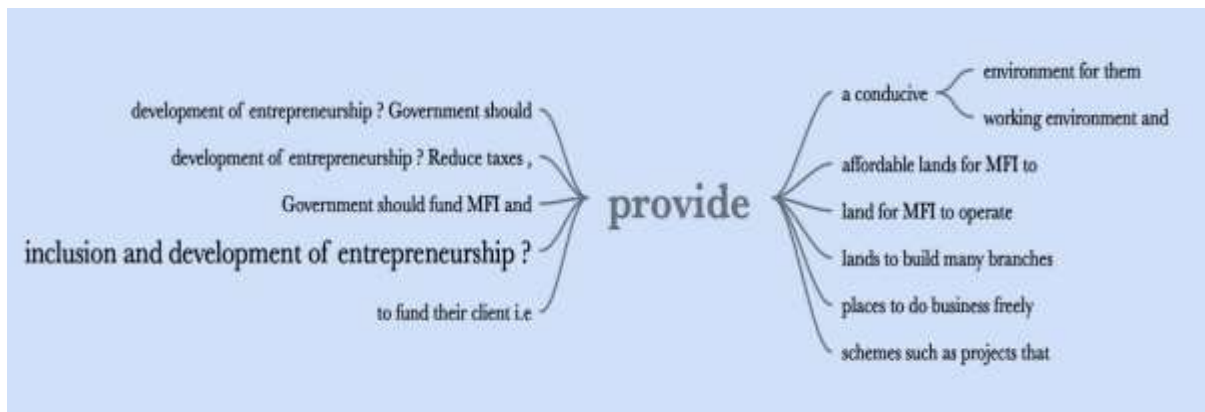 development of entrepreneurship ? Government should
development of entrepreneurship ? Reduce taxes ,
Government should fund MFI and
inclusion and development of entrepreneurship ?
to fund their client i.e
provide
a conducive
environment for them
working environment and
affordable lands for MFI to
land for MFI to operate
lands to build many branches
places to do business freely
schemes such as projects that